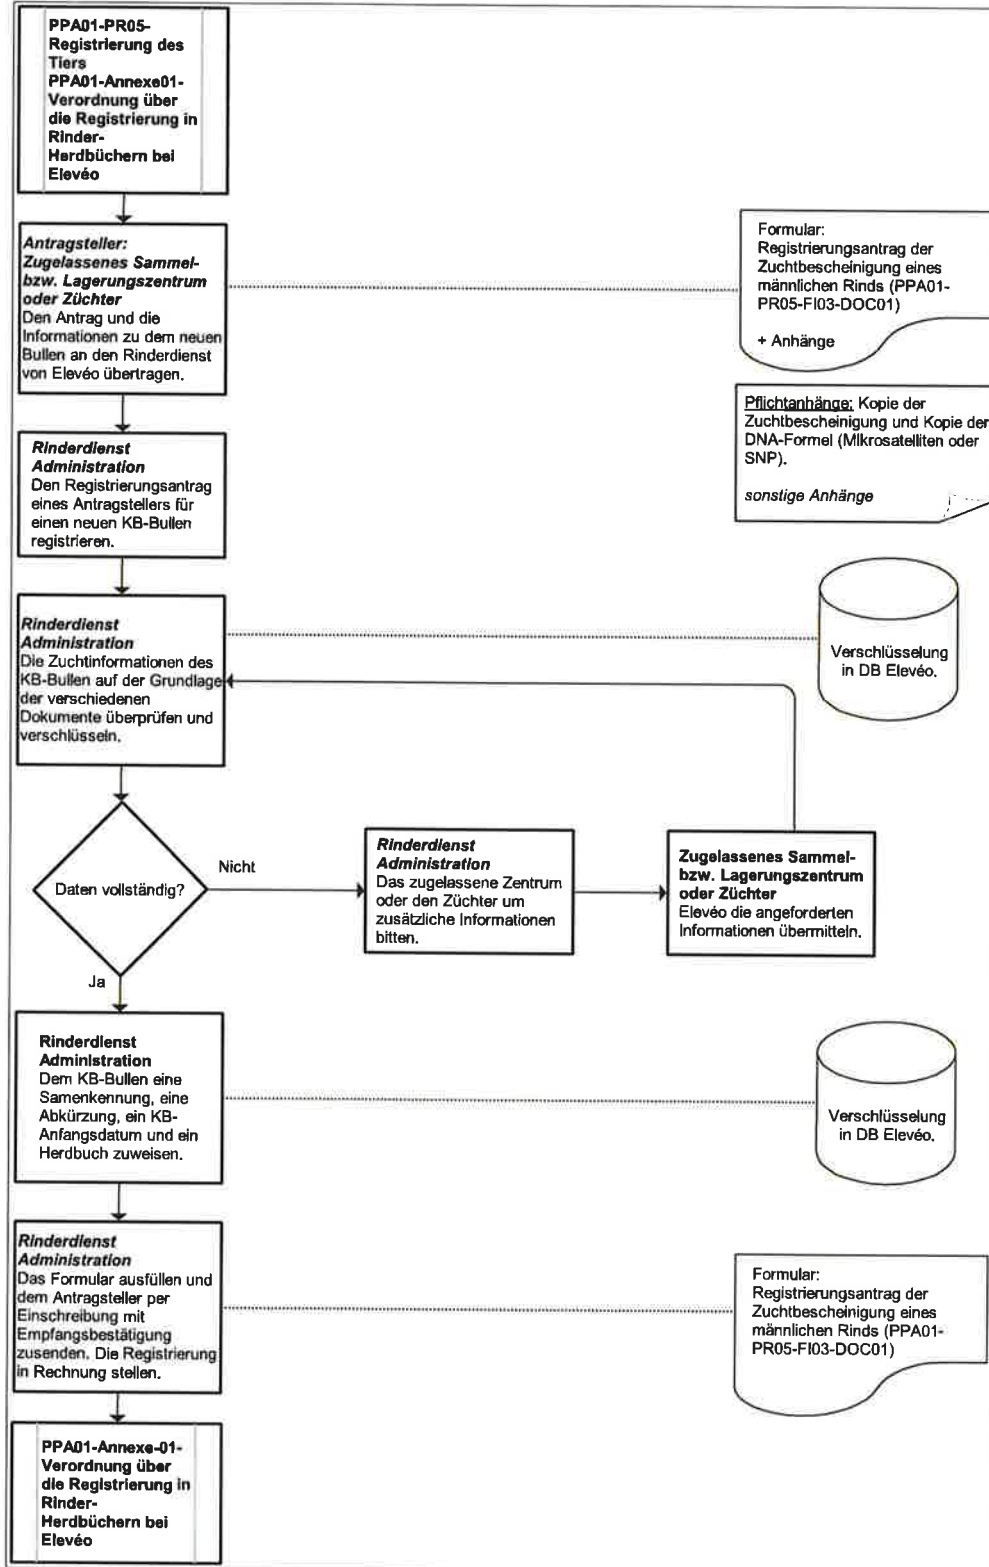 PPA01-PR05-
Registrierung des
Tiers
PPA01-Annexe01-
Verordnung über
die Registrierung in
Rinder-
Herdbüchern bei
Elevéo
Antragsteller:
Zugelassenes Sammel-
bzw. Lagerungszentrum
oder Züchter
Den Antrag und die
Informationen zu dem neuen
Bullen an den Rinderdienst
von Elevéo übertragen.
Formular:
Registrierungsantrag der
Zuchtbescheinigung eines
männlichen Rinds (PPA01-
PR05-FI03-DOC01)
+ Anhänge
Pflichtanhänge: Kopie der
Zuchtbescheinigung und Kopie der
DNA-Formel (Mikrosatelliten oder
SNP).
sonstige Anhänge
Rinderdienst
Administration
Den Registrierungsantrag
eines Antragstellers für
einen neuen KB-Bullen
registrieren.
Rinderdienst
Administration
Die Zuchtinformationen des
KB-Bullen auf der Grundlage
der verschiedenen
Dokumente überprüfen und
verschlüsseln.
Verschlüsselung
in DB Elevéo.
Daten vollständig?
Nicht
Rinderdienst
Administration
Das zugelassene Zentrum
oder den Züchter um
zusätzliche Informationen
bitten.
Zugelassenes Sammel-
bzw. Lagerungszentrum
oder Züchter
Elevéo die angeforderten
Informationen übermitteln.
Ja
Rinderdienst
Administration
Dem KB-Bullen eine
Samenkennung, eine
Abkürzung, ein KB-
Anfangsdatum und ein
Herdbuch zuweisen.
Verschlüsselung
in DB Elevéo.
Rinderdienst
Administration
Das Formular ausfüllen und
dem Antragsteller per
Einschreibung mit
Empfangsbestätigung
zusenden. Die Registrierung
in Rechnung stellen.
Formular:
Registrierungsantrag der
Zuchtbescheinigung eines
männlichen Rinds (PPA01-
PR05-FI03-DOC01)
PPA01-Annexe-01-
Verordnung über
die Registrierung in
Rinder-
Herdbüchern bei
Elevéo